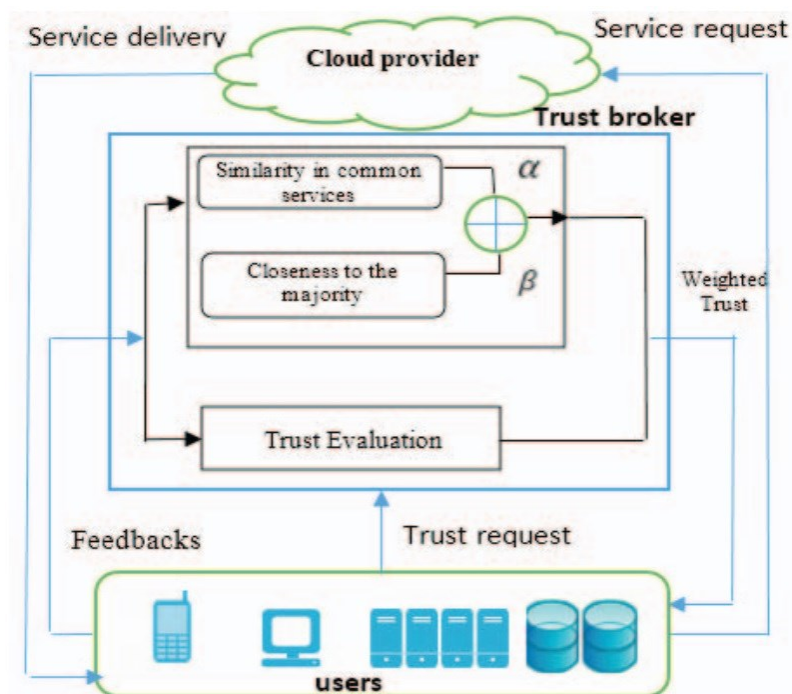 Service delivery
Service request
Cloud provider
Trust broker
Similarity in common
services
α
Closeness to the
majority
β
Weighted
Trust
Trust Evaluation
Feedbacks
Trust request
users